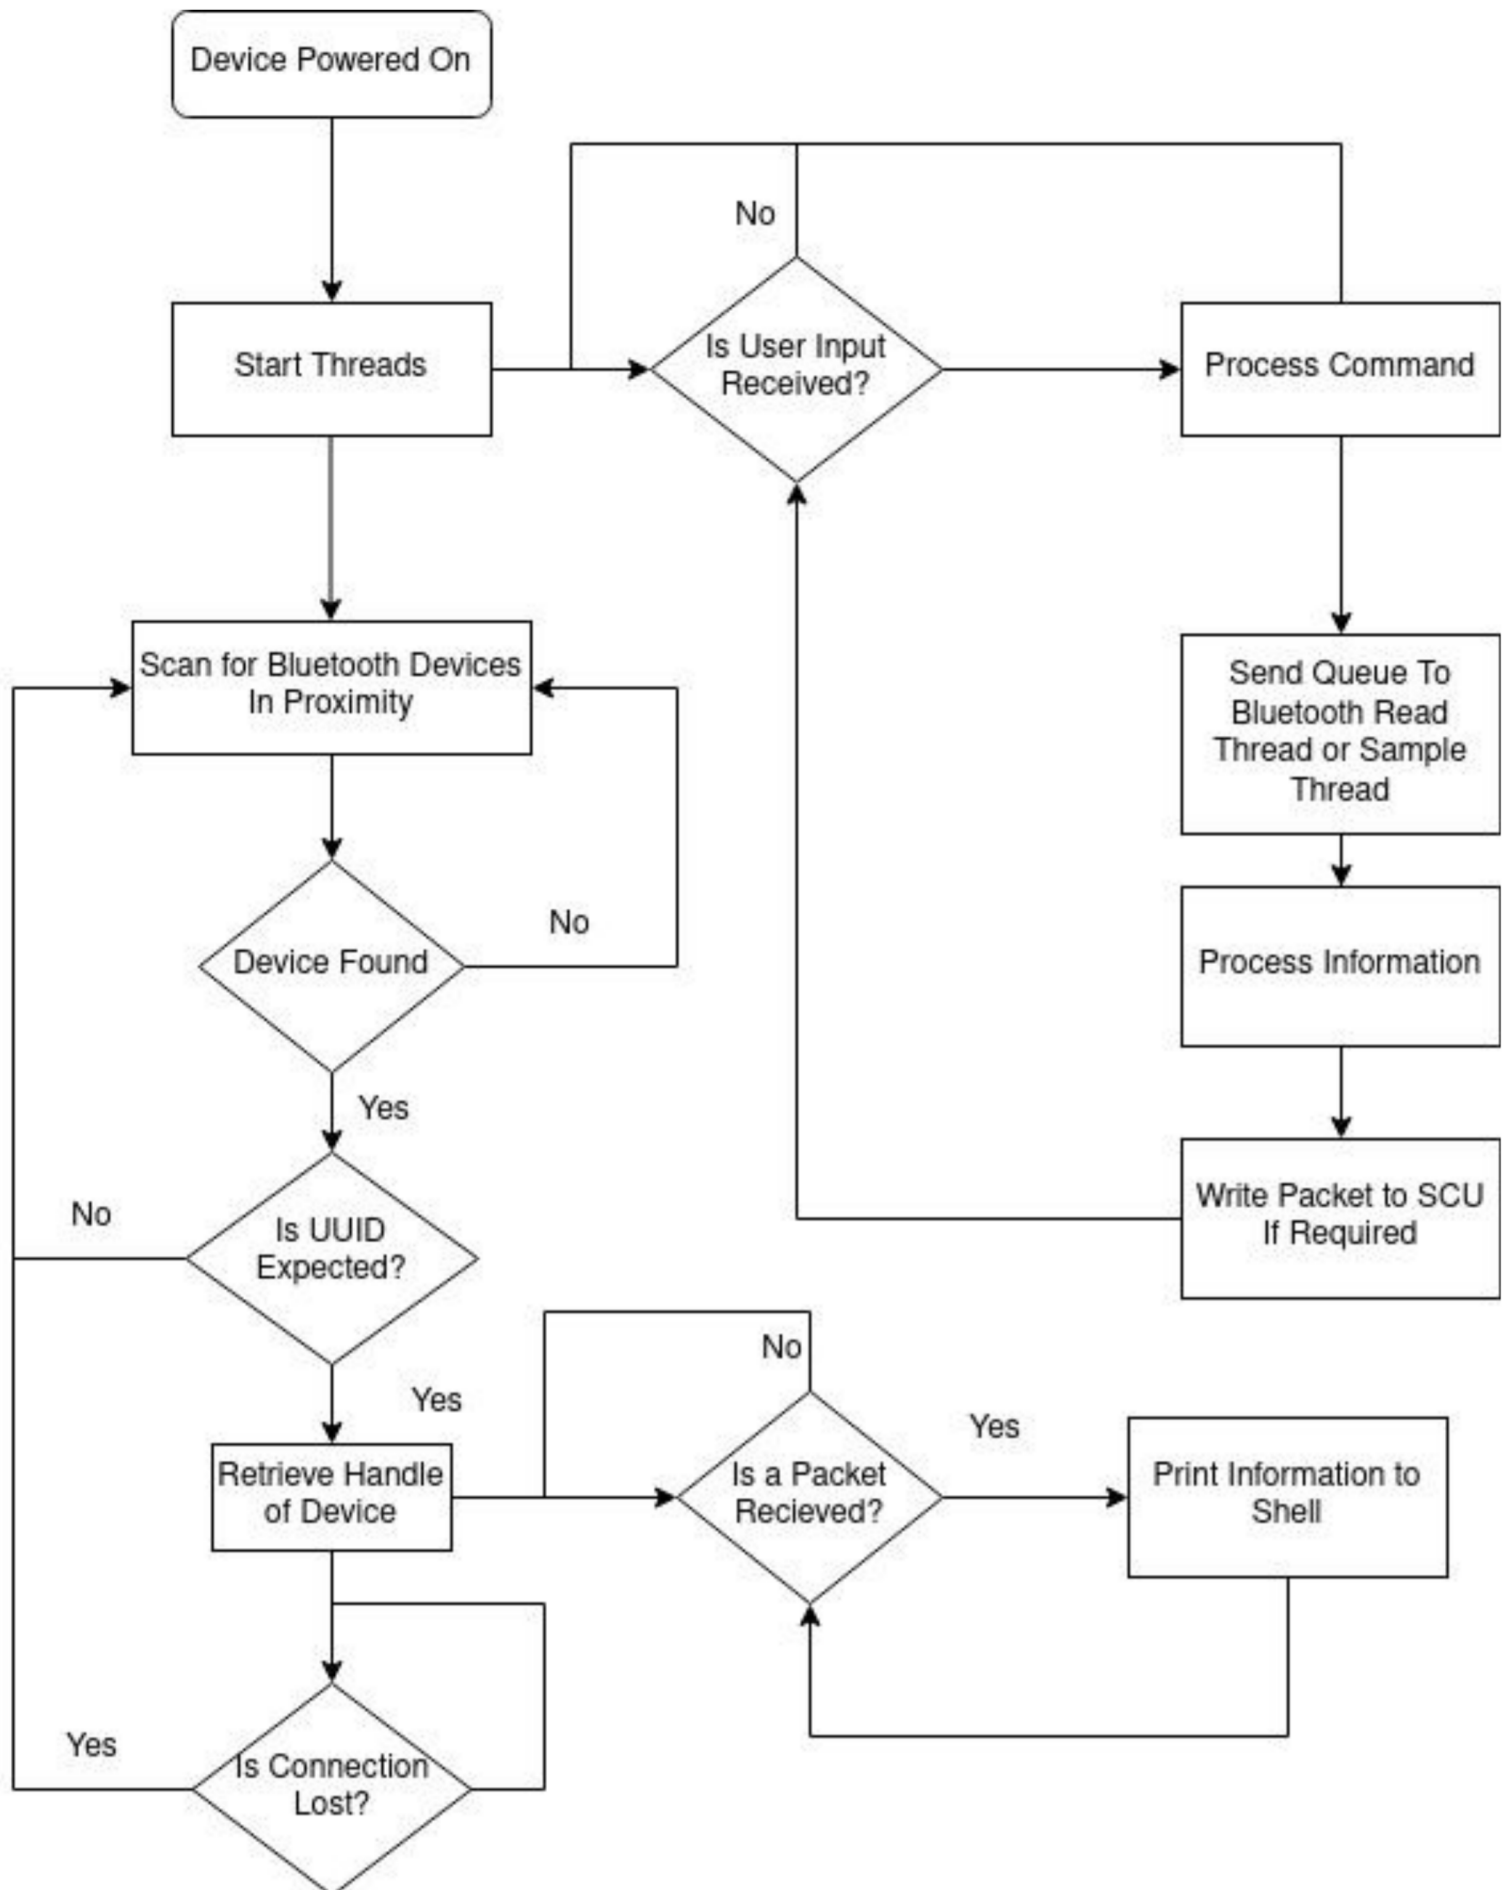 Device Powered On
No
Start Threads
Is User Input
Received?
Process Command
Scan for Bluetooth Devices
In Proximity
Send Queue To
Bluetooth Read
Thread or Sample
Thread
Device Found
No
Process Information
Yes
No
Is UUID
Expected?
Write Packet to SCU
If Required
Yes
No
Retrieve Handle
of Device
Is a Packet
Recieved?
Yes
Print Information to
Shell
Yes
Is Connection
Lost?